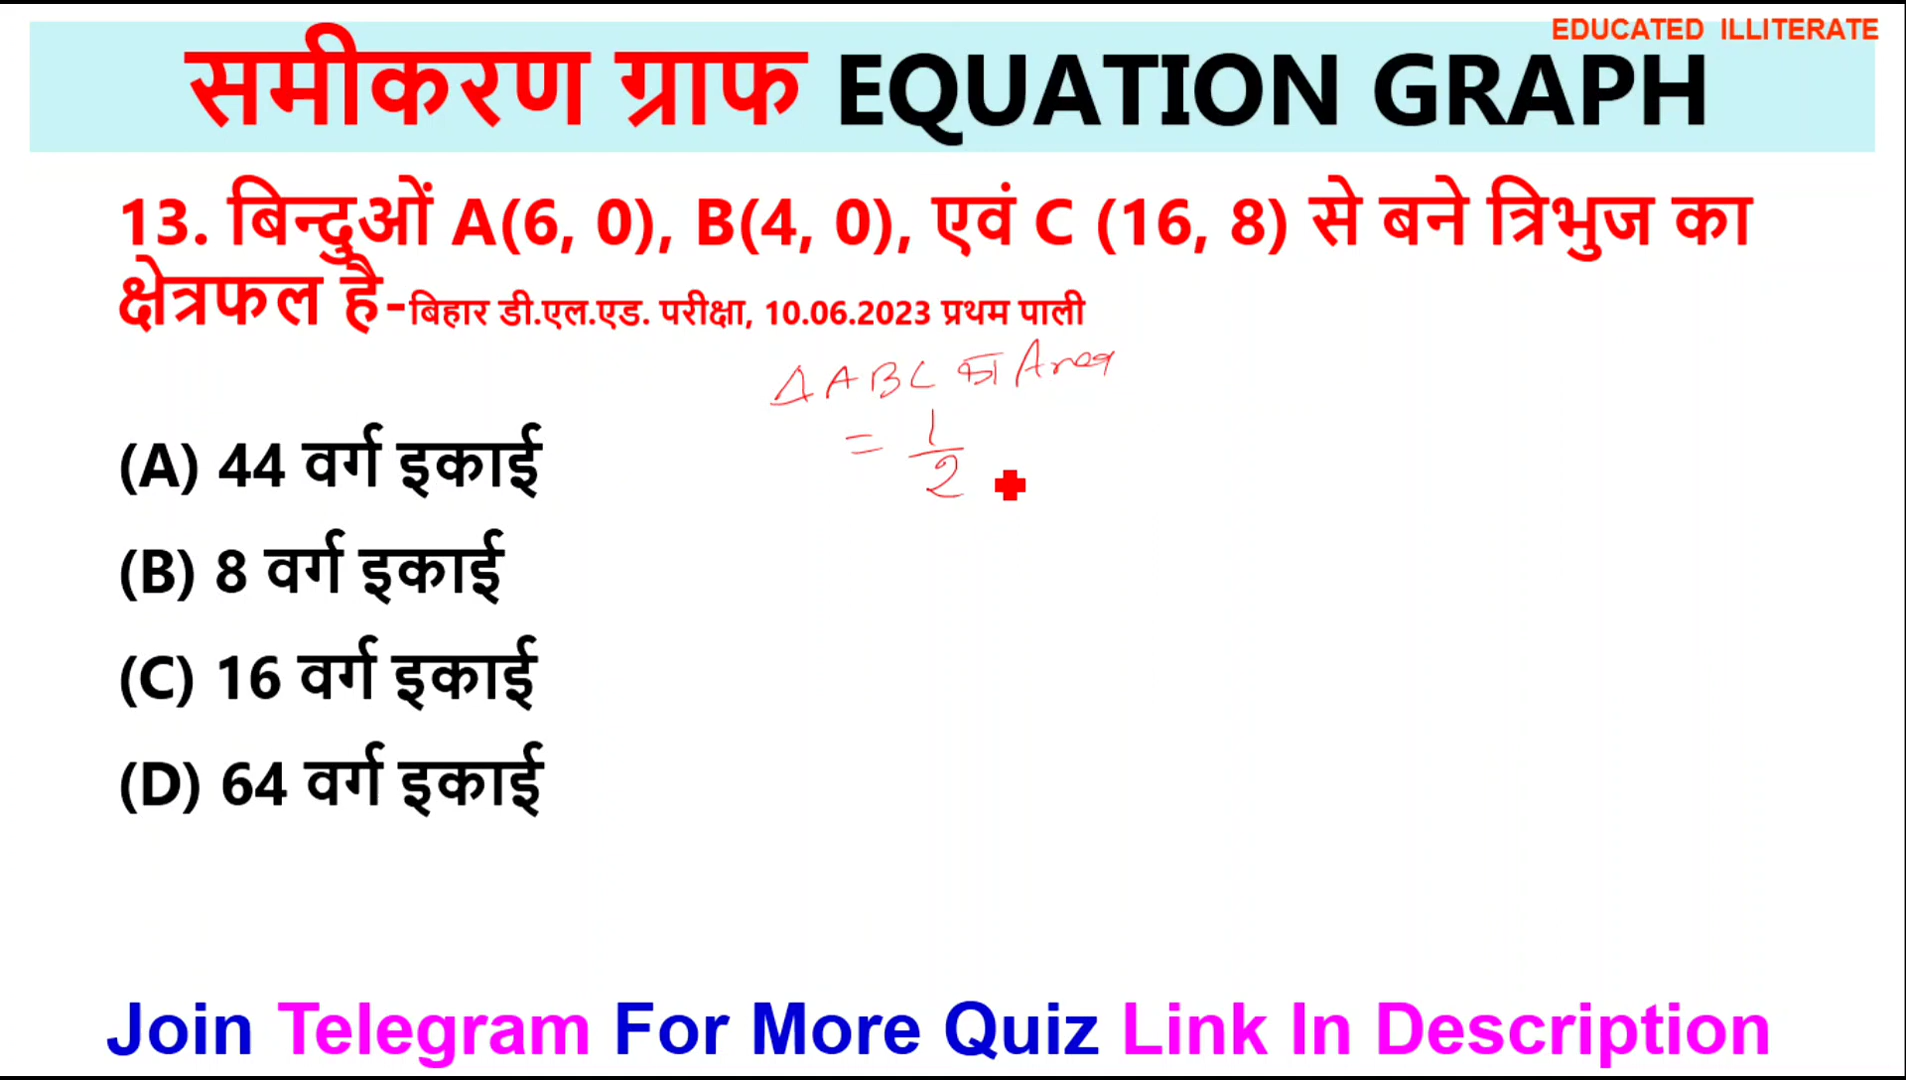 EDUCATED ILLITERATE
समीकरण ग्राफ EQUATION GRAPH
13. बिन्दुओं A(6, 0), B(4, 0), एवं C (16, 8) से बने त्रिभुज का
क्षेत्रफल है-बिहार डी.एल.एड. परीक्षा, 10.06.2023 प्रथम पाली
Δ ABC का Area
= 1/2
(A) 44 वर्ग इकाई
(B) 8 वर्ग इकाई
(C) 16 वर्ग इकाई
(D) 64 वर्ग इकाई
Join Telegram For More Quiz Link In Description